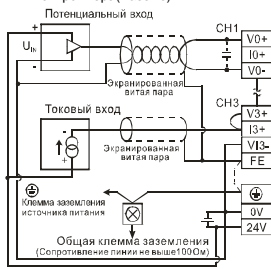 Потенциальный вход
CH1
+
-
V0+
UIN
I0+
V0-
Экранированная
витая пара
CH3
Токовый вход
V3+
-
I3+
VI3-
+
Экранированная
витая пара
FE
Клемма заземления
источника питания
0V
24V
Общая клемма заземления
(Сопротивление линии не выше100Ом)